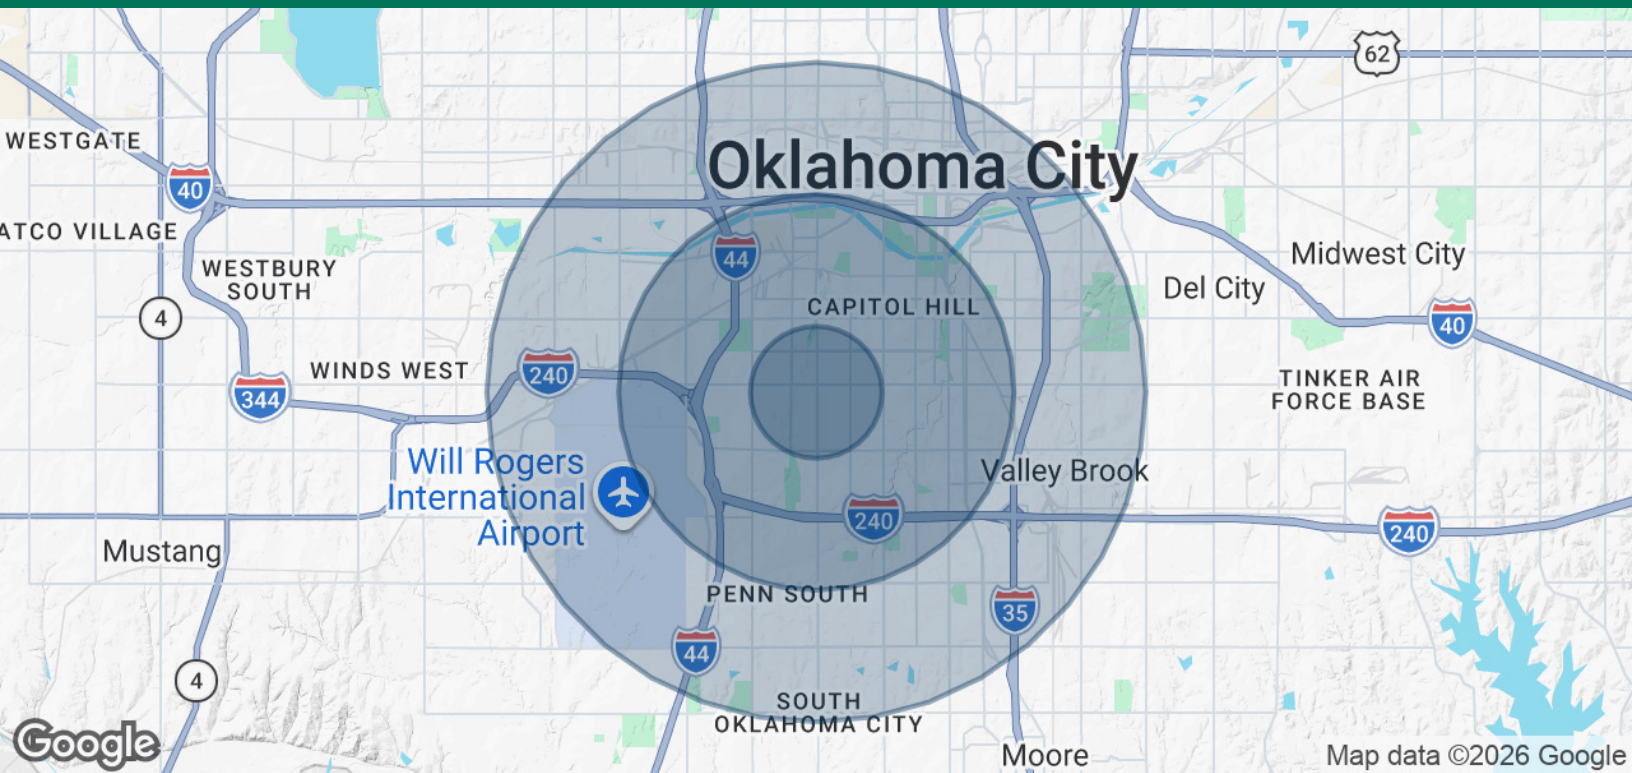 62
Oklahoma City
WESTGATE
40
ATCO VILLAGE
44
Midwest City
WESTBURY
SOUTH
Del City
CAPITOL HILL
4
40
WINDS WEST
240
344
TINKER AIR
FORCE BASE
Will Rogers
International
Airport
Valley Brook
240
240
Mustang
PENN SOUTH
35
44
4
SOUTH
OKLAHOMA CITY
Google
Moore
Map data ©2026 Google